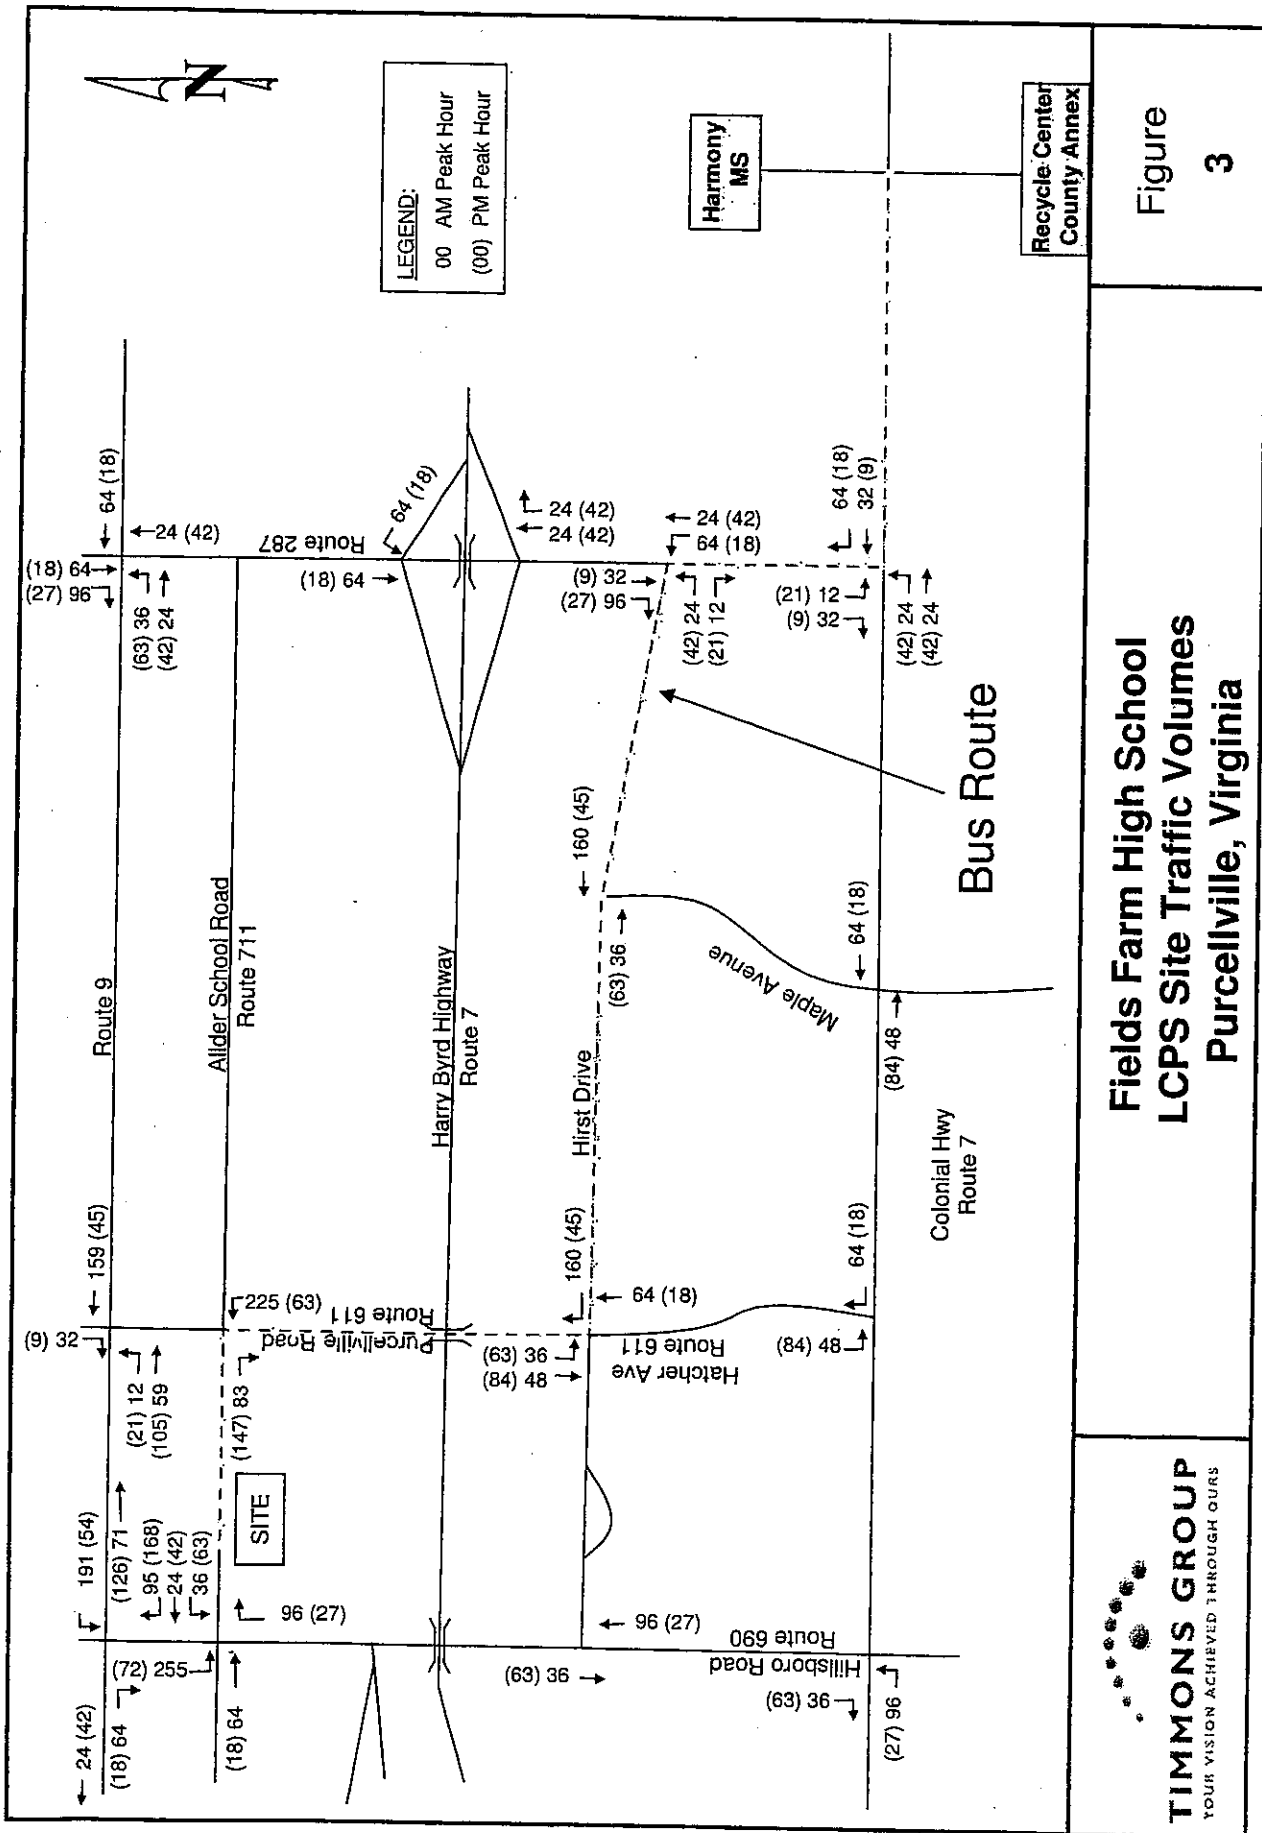 N
LEGEND:
00 AM Peak Hour
(00) PM Peak Hour
24 (42)
(18) 64
191 (54)
(126) 71
95 (168)
24 (42)
36 (63)
(72) 255
(18) 64
96 (27)
SITE
(9) 32
159 (45)
(21) 12
(105) 59
(147) 83
225 (63)
Route 9
Allder School Road
Route 711
(18) 64
(27) 96
64 (18)
24 (42)
(63) 36
(42) 24
Route 287
64 (18)
(18) 64
24 (42)
24 (42)
Harry Byrd Highway
Route 7
Purcellville Road
Route 611
160 (45)
64 (18)
(63) 36
(84) 48
Hatcher Ave
Route 611
Hirst Drive
160 (45)
(63) 36
Maple Avenue
(9) 32
(27) 96
24 (42)
64 (18)
(42) 24
(21) 12
Harmony
MS
(63) 36
96 (27)
Hillsboro Road
Route 690
(63) 36
(27) 96
(84) 48
64 (18)
Colonial Hwy
Route 7
64 (18)
(84) 48
(21) 12
(9) 32
64 (18)
32 (9)
(42) 24
(42) 24
Bus Route
Recycle Center
County Annex
TIMMONS GROUP
YOUR VISION ACHIEVED THROUGH OURS
Fields Farm High School
LCPS Site Traffic Volumes
Purcellville, Virginia
Figure
3